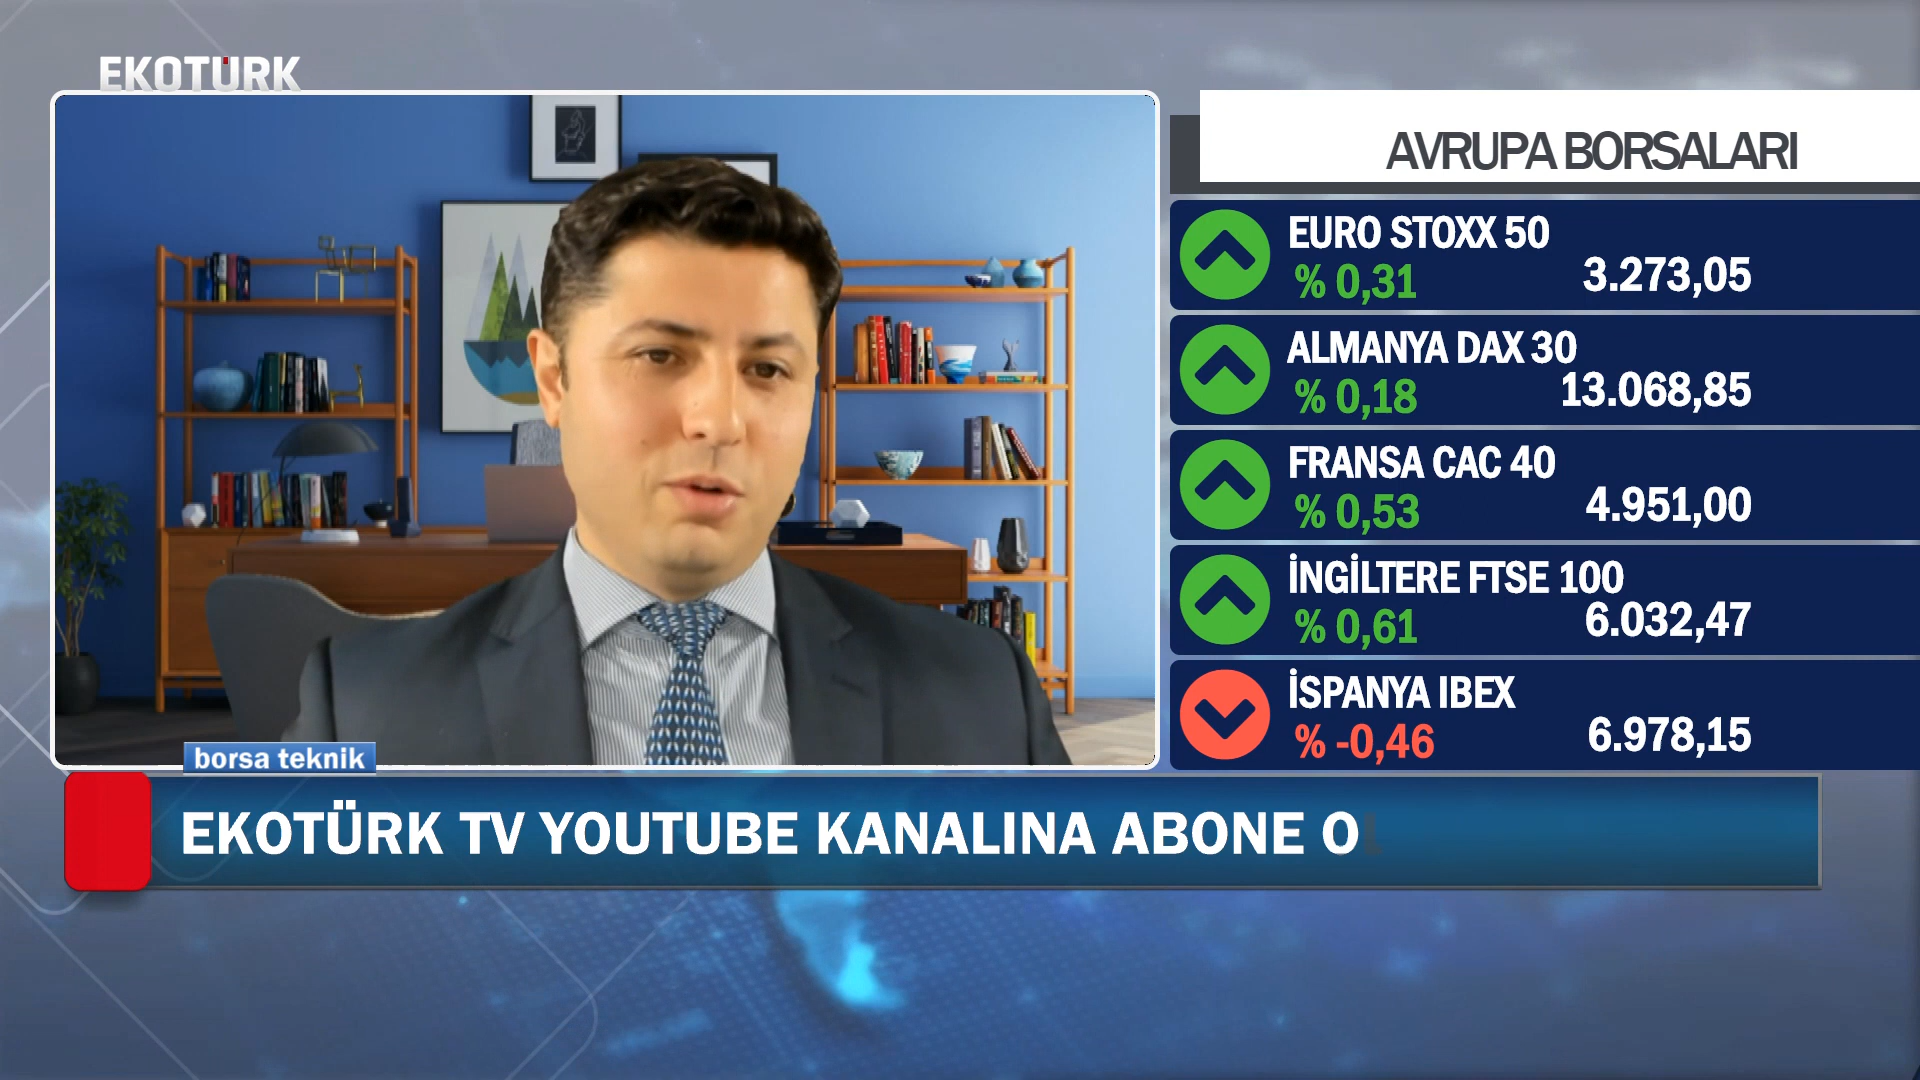 EKOTÜRK
AVRUPA BORSALARI
EURO STOXX 50
% 0,31
3.273,05
ALMANYA DAX 30
% 0,18
13.068,85
FRANSA CAC 40
% 0,53
4.951,00
İNGİLTERE FTSE 100
% 0,61
6.032,47
İSPANYA IBEX
% -0,46
6.978,15
borsa teknik
EKOTÜRK TV YOUTUBE KANALINA ABONE OL